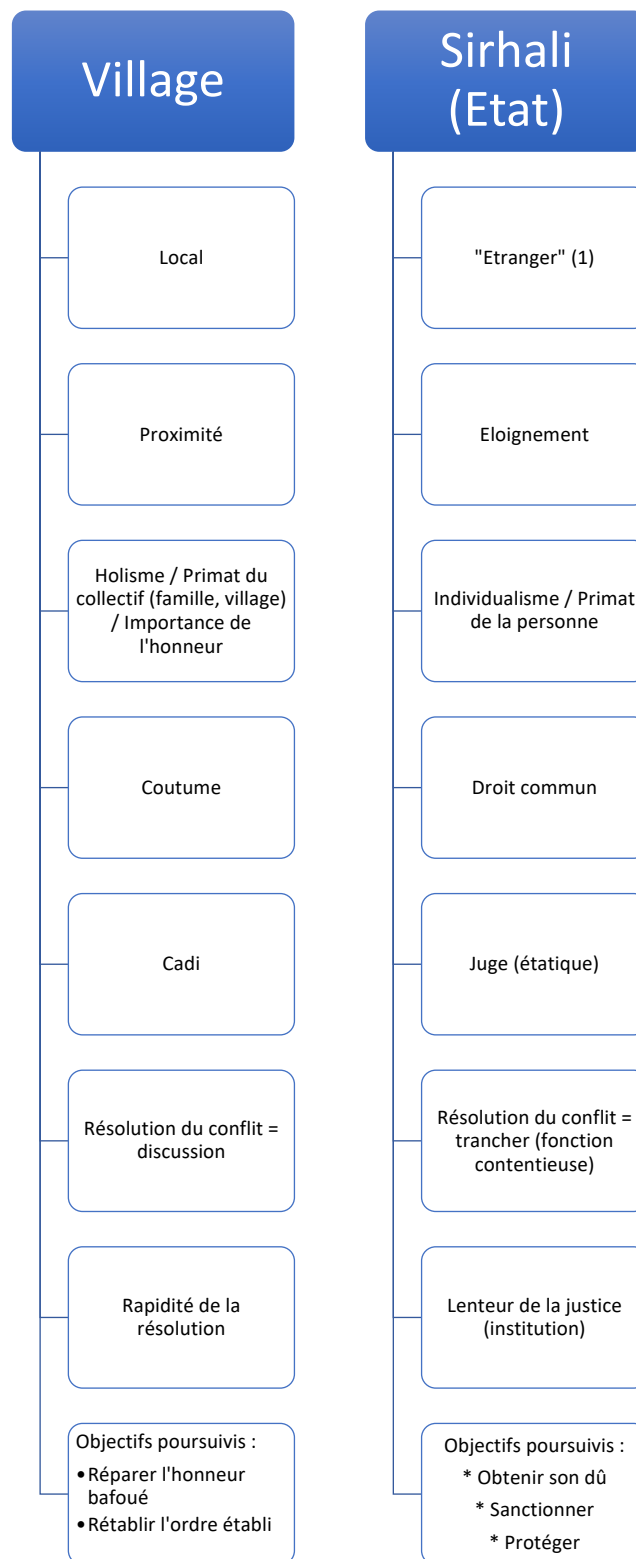 Village
Local
Proximité
Holisme / Primat du
collectif (famille, village)
/ Importance de
l'honneur
Coutume
Cadi
Résolution du conflit =
discussion
Rapidité de la
résolution
Objectifs poursuivis :
•Réparer l'honneur
bafoué
•Rétablir l'ordre établi
Sirhali
(Etat)
"Etranger" (1)
Eloignement
Individualisme / Primat
de la personne
Droit commun
Juge (étatique)
Résolution du conflit =
trancher (fonction
contentieuse)
Lenteur de la justice
(institution)
Objectifs poursuivis :
* Obtenir son dû
* Sanctionner
* Protéger